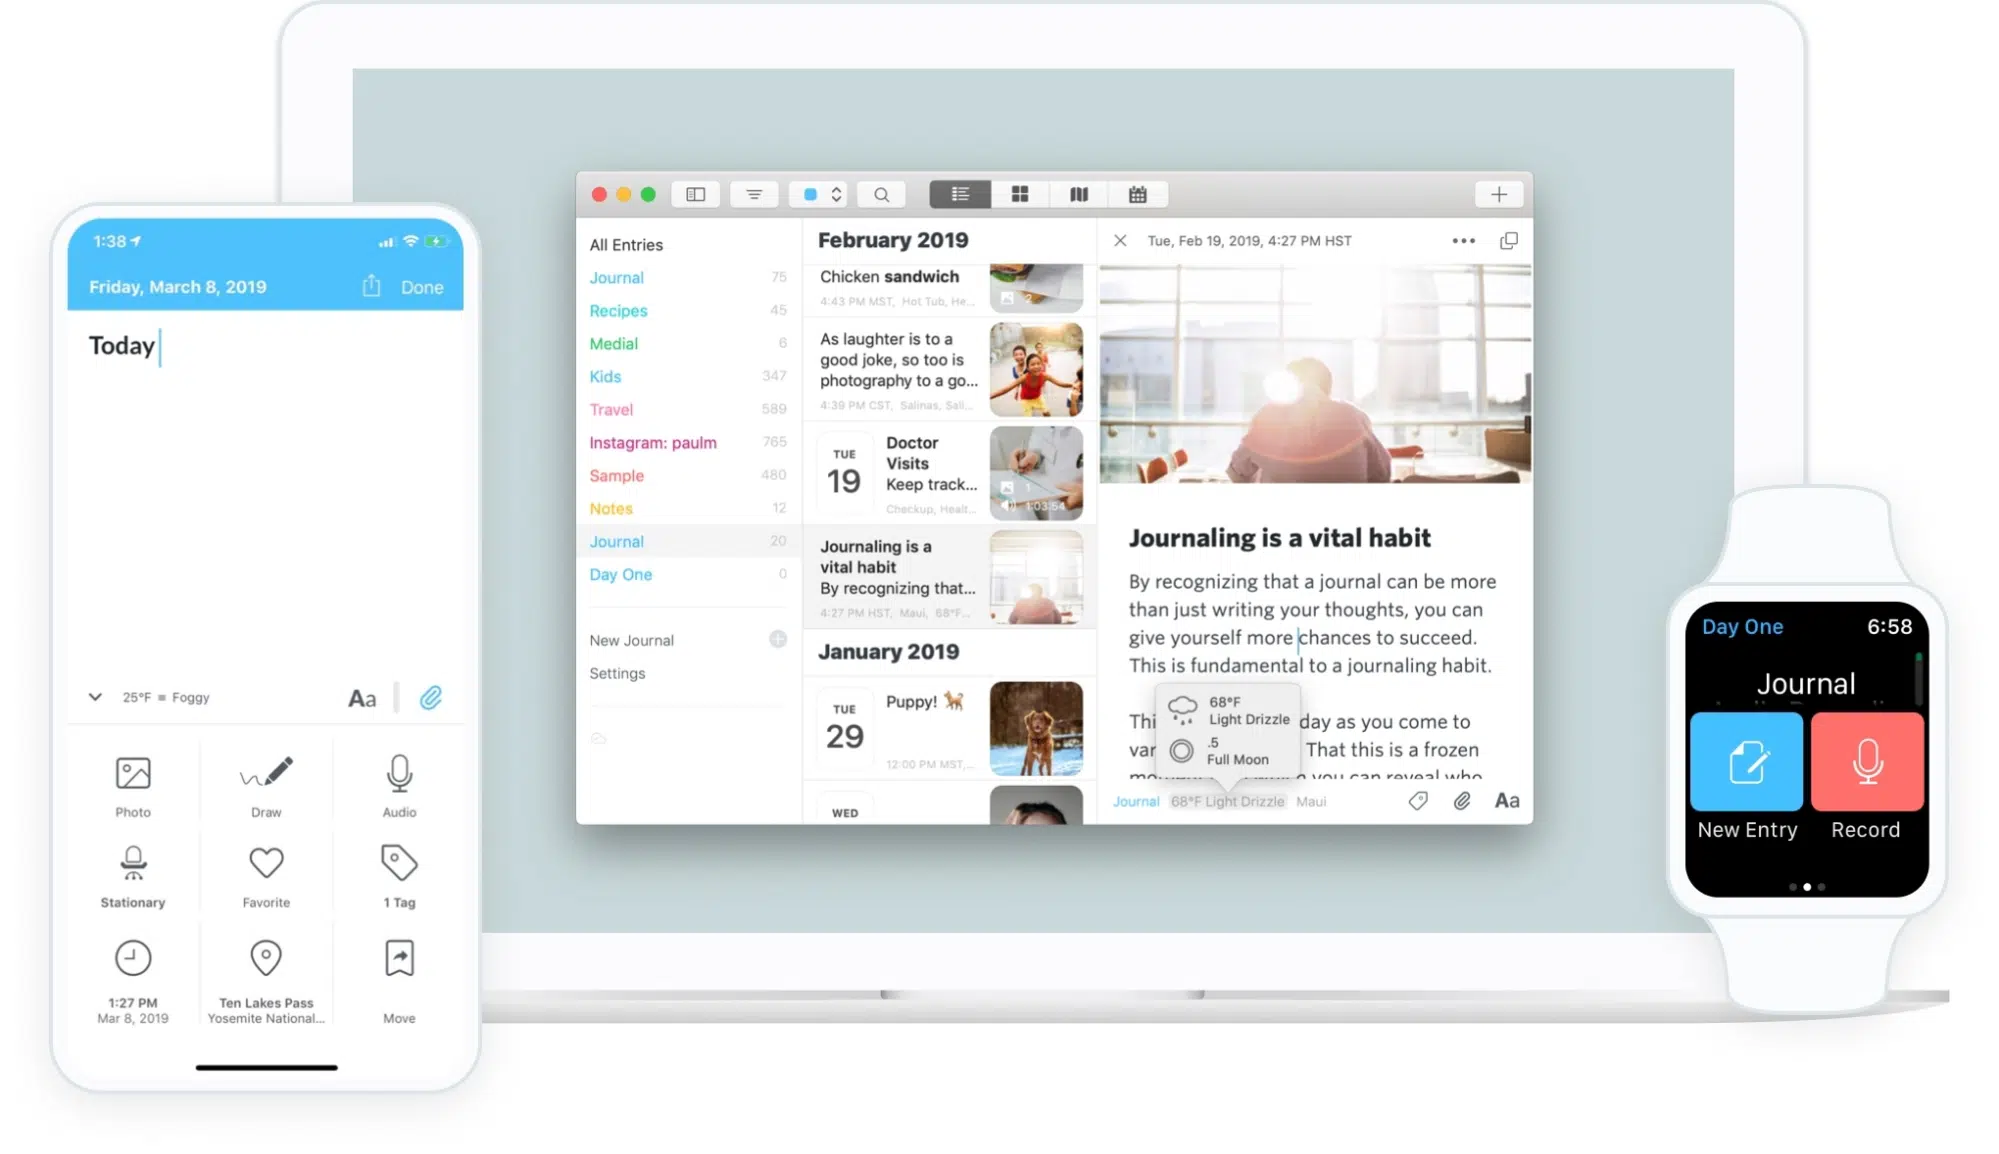 1:38
Friday, March 8, 2019
Done
Today
25°F = Foggy
Aa
Photo
Draw
Audio
Stationary
Favorite
1 Tag
1:27 PM
Mar 8, 2019
Ten Lakes Pass
Yosemite National...
Move
All Entries
Journal 75
Recipes 45
Medial 6
Kids 347
Travel 589
Instagram: paulm 765
Sample 480
Notes 12
Journal 20
Day One 0
New Journal
Settings
February 2019
Chicken sandwich
4:43 PM MST, Hot Tub, He...
2
As laughter is to a
good joke, so too is
photography to a go...
4:39 PM CST, Salinas, Sali...
TUE
19
Doctor
Visits
Keep track...
Checkup, Healt...
1
1:03:54
Journaling is a
vital habit
By recognizing that...
4:27 PM HST, Maui, 68°F...
January 2019
TUE
29
Puppy!
12:00 PM MST,...
WED
Tue, Feb 19, 2019, 4:27 PM HST
Journaling is a vital habit
By recognizing that a journal can be more
than just writing your thoughts, you can
give yourself more chances to succeed.
This is fundamental to a journaling habit.
Thi day as you come to
var That this is a frozen
you can reveal who
68°F
Light Drizzle
.5
Full Moon
Journal 68°F Light Drizzle Maui
Aa
Day One 6:58
Journal
New Entry
Record